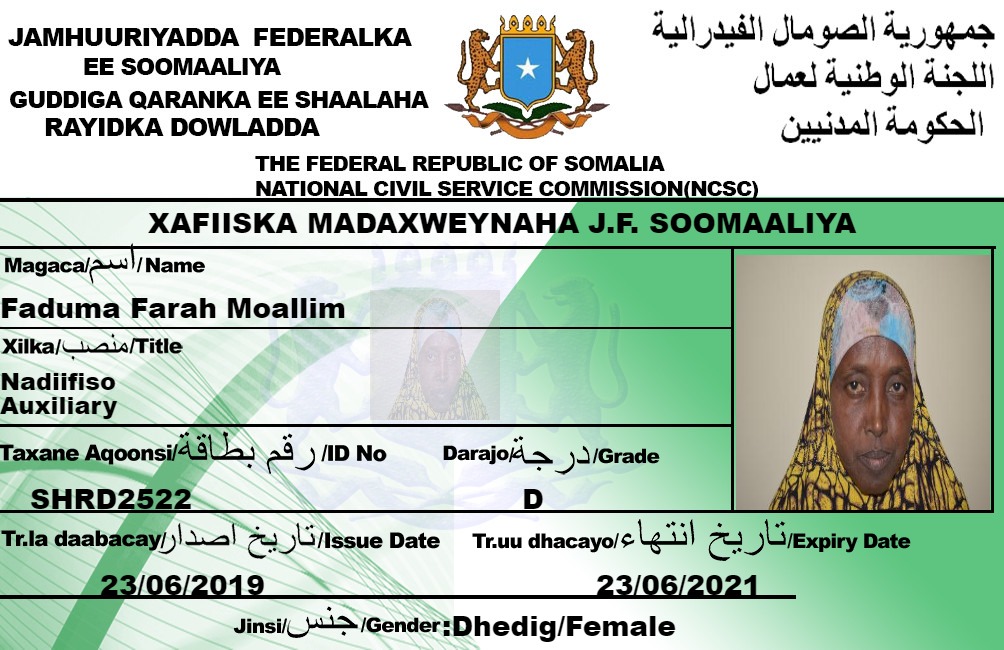 JAMHUURIYADDA FEDERALKA
EE SOOMAALIYA
GUDDIGA QARANKA EE SHAALAHA
RAYIDKA DOWLADDA
جمهورية الصومال الفيدرالية
اللجنة الوطنية لعمال
الحكومة المدنيين
THE FEDERAL REPUBLIC OF SOMALIA
NATIONAL CIVIL SERVICE COMMISSION(NCSC)
XAFIISKA MADAXWEYNAHA J.F. SOOMAALIYA
Magaca/اسم/Name
Faduma Farah Moallim
Xilka/منصب/Title
Nadiifiso
Auxiliary
Taxane Aqoonsi/رقم بطاقة/ID No
Darajo/درجة/Grade
SHRD2522
D
Tr.la daabacay/تاريخ اصدار/Issue Date
Tr.uu dhacayo/تاريخ انتهاء/Expiry Date
23/06/2019
23/06/2021
Jinsi/جنس/Gender:Dhedig/Female